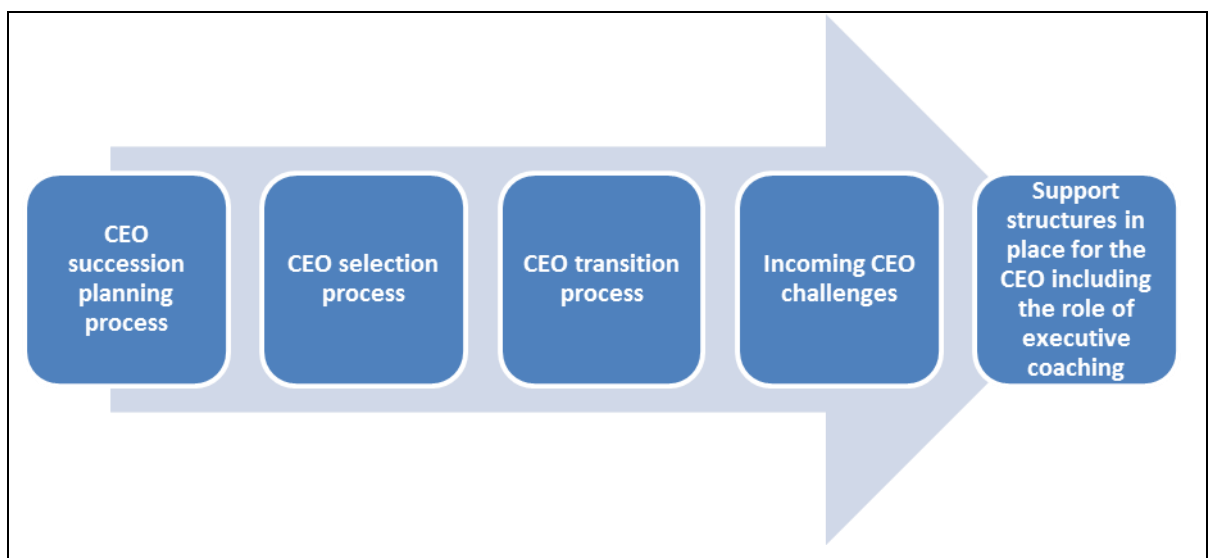 CEO
succession
planning
process
CEO selection
process
CEO transition
process
Incoming CEO
challenges
Support
structures in
place for the
CEO including
the role of
executive
coaching